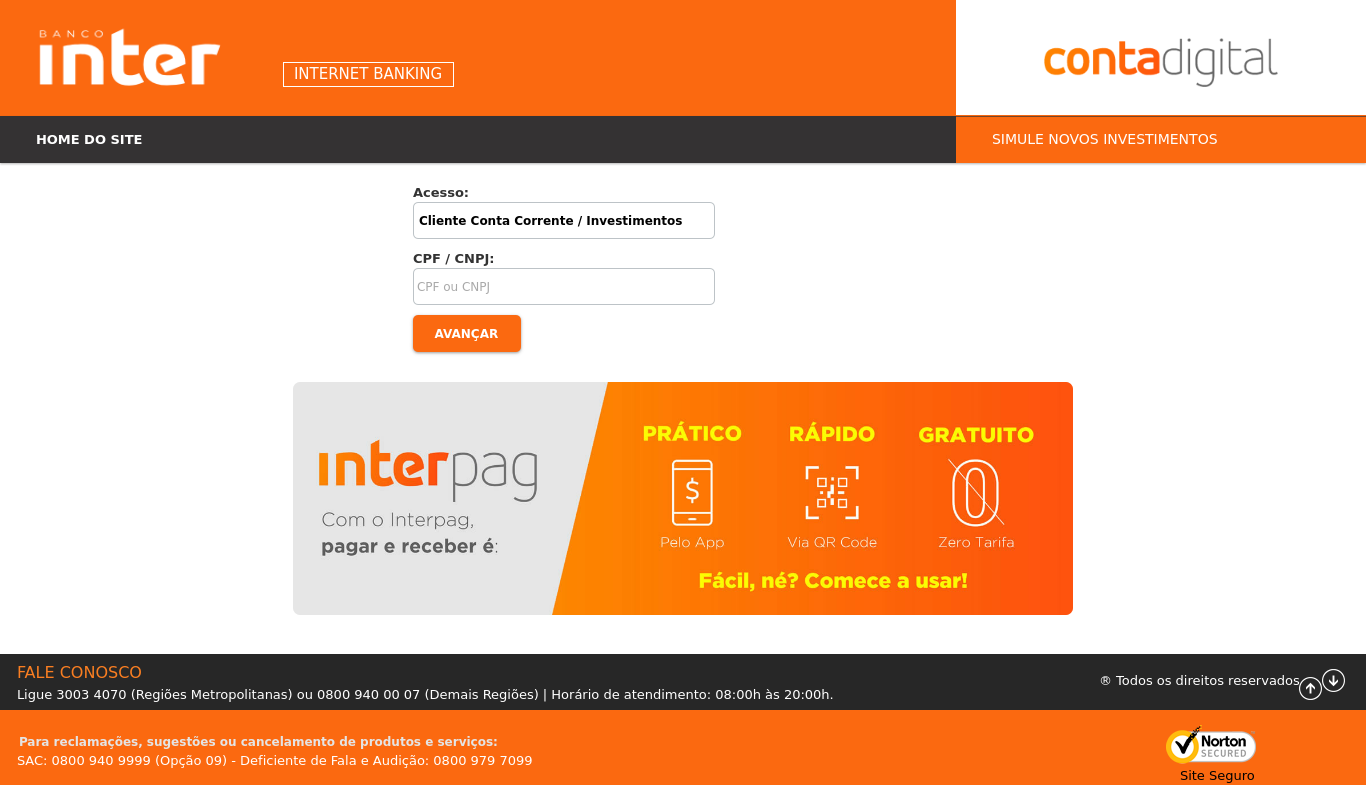 BANCO
inter
INTERNET BANKING
contadigital
HOME DO SITE
SIMULE NOVOS INVESTIMENTOS
Acesso:
Cliente Conta Corrente / Investimentos
CPF / CNPJ:
CPF ou CNPJ
AVANÇAR
interpag
Com o Interpag,
pagar e receber é:
PRÁTICO
RÁPIDO
GRATUITO
$
0
Pelo App
Via QR Code
Zero Tarifa
Fácil, né? Comece a usar!
FALE CONOSCO
Ligue 3003 4070 (Regiões Metropolitanas) ou 0800 940 00 07 (Demais Regiões) | Horário de atendimento: 08:00h às 20:00h.
® Todos os direitos reservados
Para reclamações, sugestões ou cancelamento de produtos e serviços:
SAC: 0800 940 9999 (Opção 09) - Deficiente de Fala e Audição: 0800 979 7099
Norton
SECURED
Site Seguro